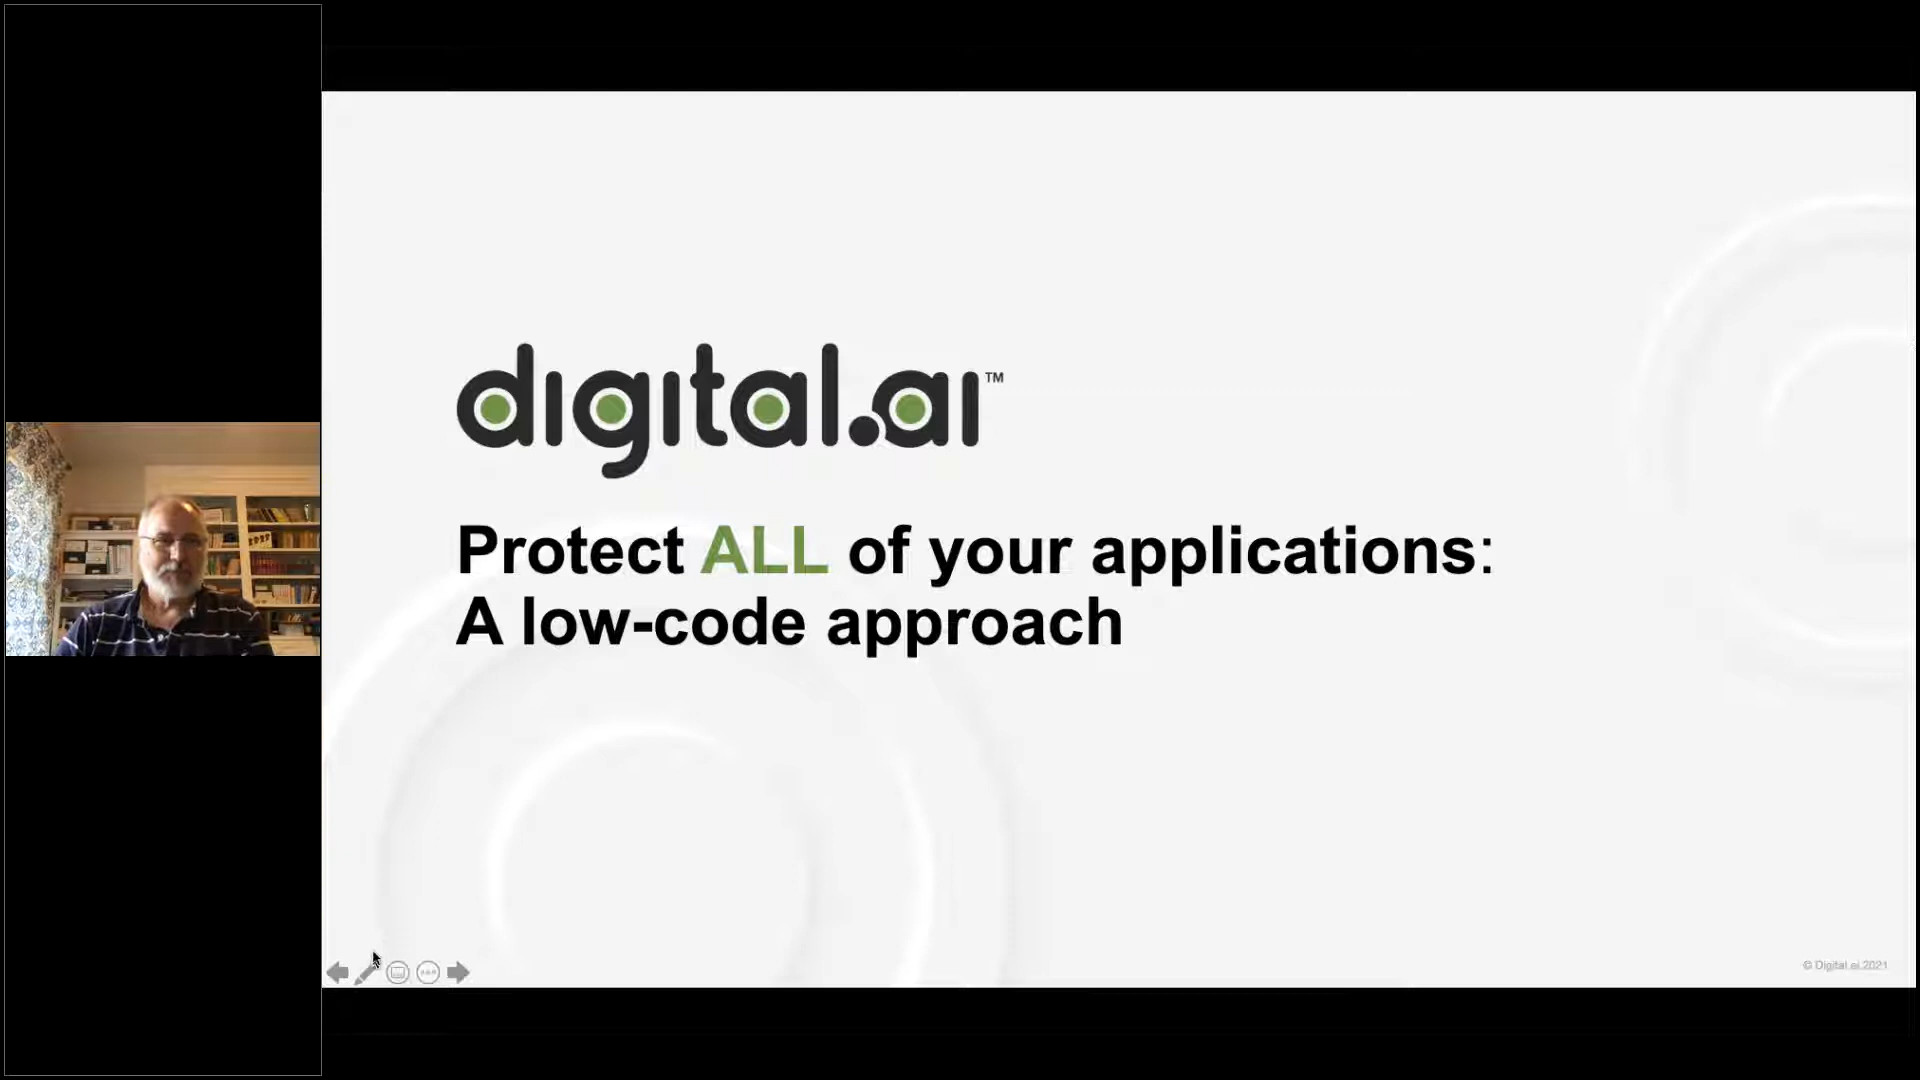 digital.ai™
Protect ALL of your applications:
A low-code approach
© Digital.ai 2021